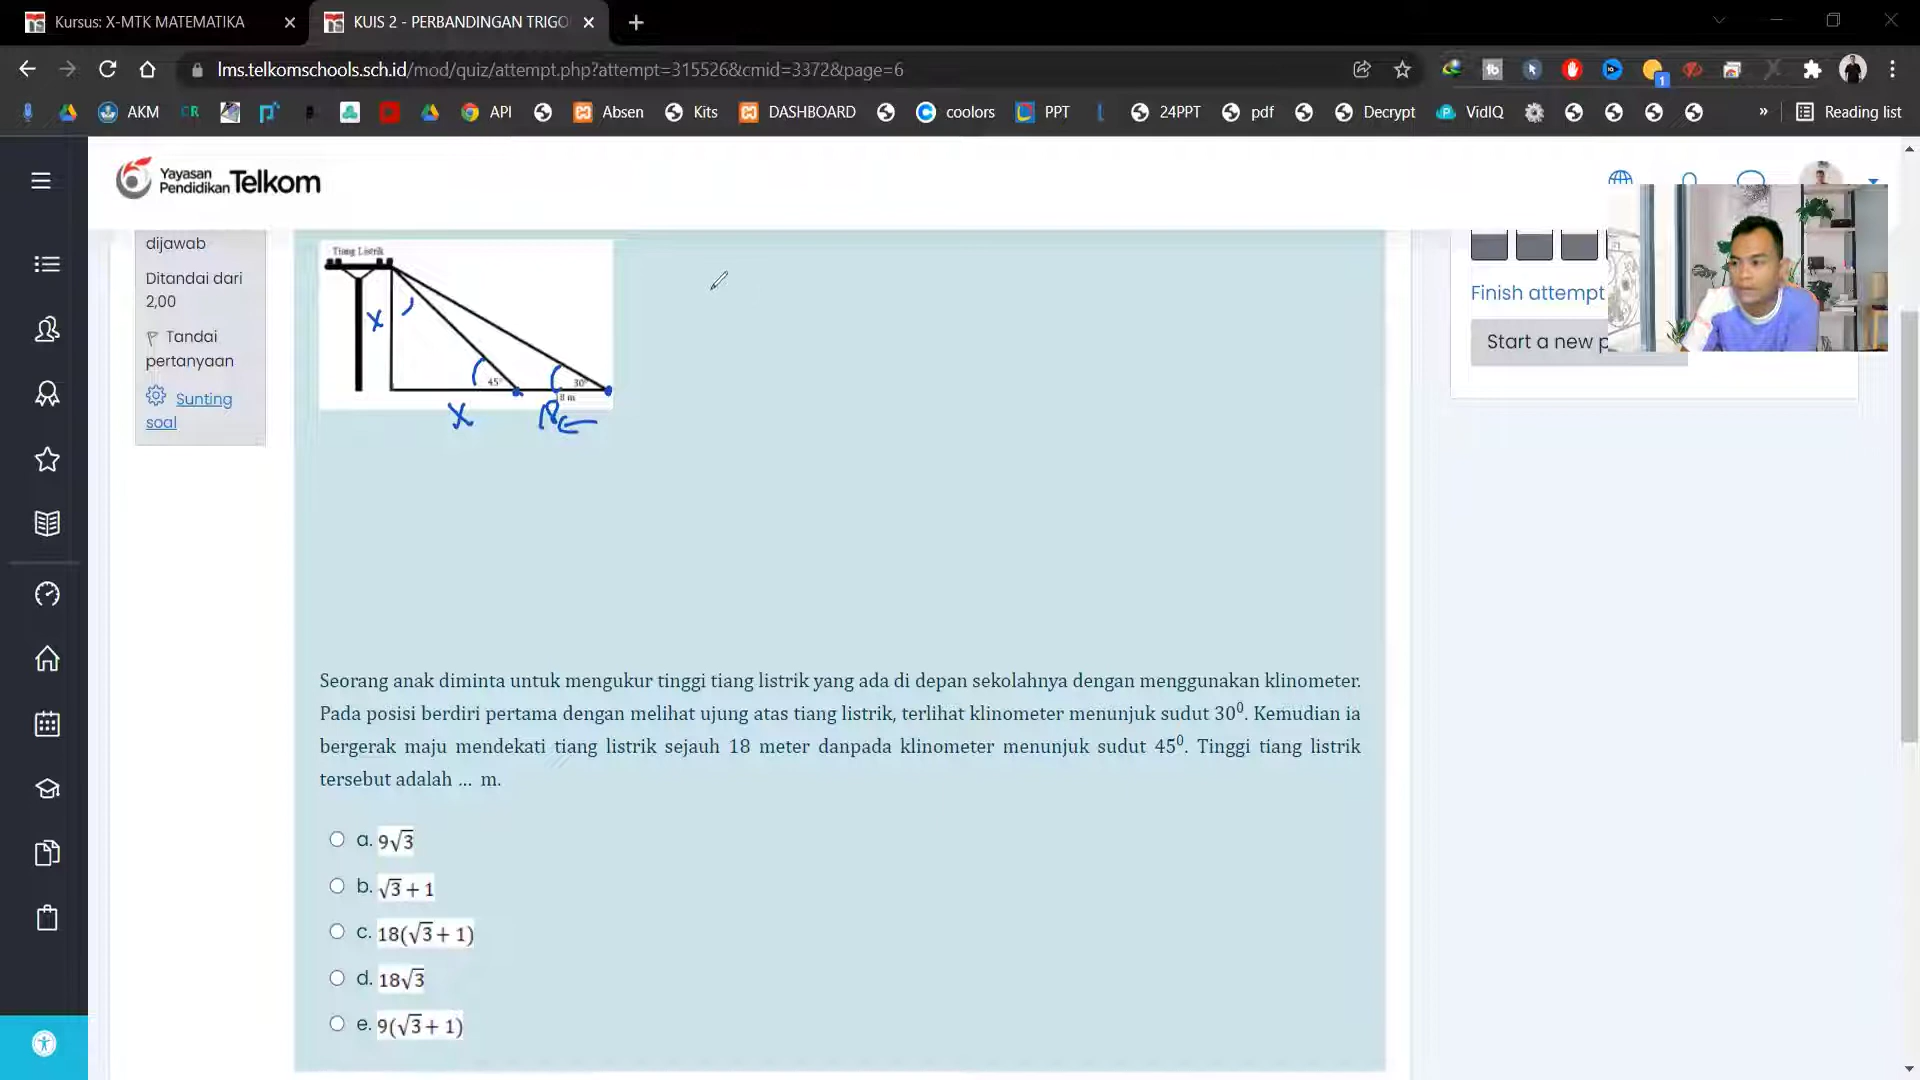 Kursus: X-MTK MATEMATIKA
KUIS 2 - PERBANDINGAN TRIGO
lms.telkomschools.sch.id/mod/quiz/attempt.php?attempt=315526&cmid=3372&page=6
AKM
CR
API
Absen
Kits
DASHBOARD
coolors
PPT
24PPT
pdf
Decrypt
VidIQ
»
Reading list
Yayasan
Pendidikan Telkom
dijawab
Ditandai dari
2,00
Tandai
pertanyaan
Sunting
soal
Tiang Listrik
X
45°
30°
8 m
X
18
Finish attempt
Start a new p
Seorang anak diminta untuk mengukur tinggi tiang listrik yang ada di depan sekolahnya dengan menggunakan klinometer.
Pada posisi berdiri pertama dengan melihat ujung atas tiang listrik, terlihat klinometer menunjuk sudut 30⁰. Kemudian ia
bergerak maju mendekati tiang listrik sejauh 18 meter danpada klinometer menunjuk sudut 45⁰. Tinggi tiang listrik
tersebut adalah ... m.
a. 9√3
b. √3 + 1
c. 18(√3 + 1)
d. 18√3
e. 9(√3 + 1)